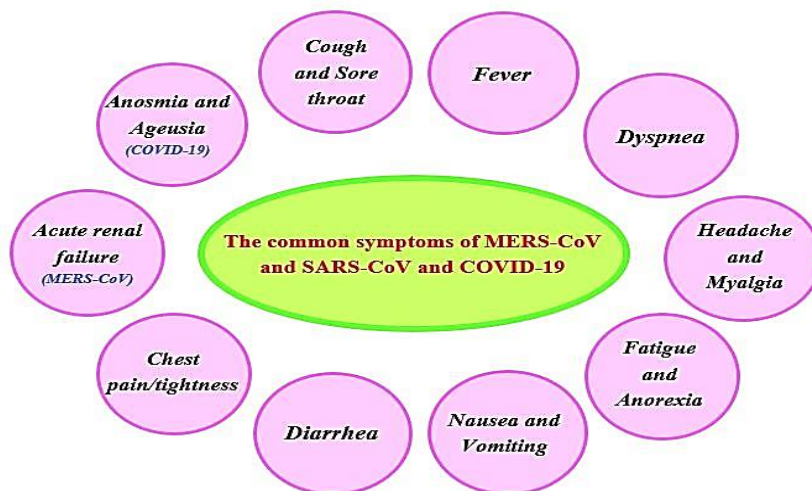 The common symptoms of MERS-CoV
and SARS-CoV and COVID-19
Cough
and Sore
throat
Fever
Dyspnea
Headache
and
Myalgia
Fatigue
and
Anorexia
Nausea and
Vomiting
Diarrhea
Chest
pain/tightness
Acute renal
failure
(MERS-CoV)
Anosmia and
Ageusia
(COVID-19)